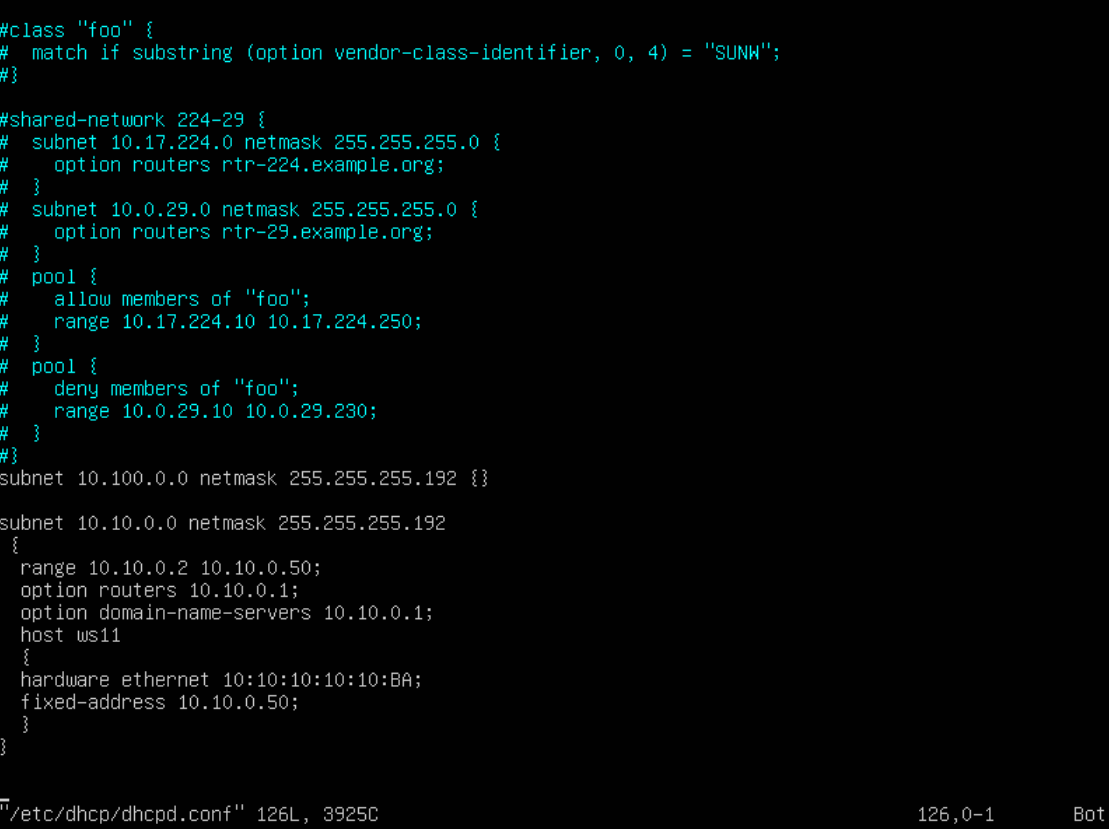 #class "foo" {
#  match if substring (option vendor-class-identifier, 0, 4) = "SUNW";
#}
#shared-network 224-29 {
#  subnet 10.17.224.0 netmask 255.255.255.0 {
#    option routers rtr-224.example.org;
#  }
#  subnet 10.0.29.0 netmask 255.255.255.0 {
#    option routers rtr-29.example.org;
#  }
#  pool {
#    allow members of "foo";
#    range 10.17.224.10 10.17.224.250;
#  }
#  pool {
#    deny members of "foo";
#    range 10.0.29.10 10.0.29.230;
#  }
#}
subnet 10.100.0.0 netmask 255.255.255.192 {}
subnet 10.10.0.0 netmask 255.255.255.192
 {
  range 10.10.0.2 10.10.0.50;
  option routers 10.10.0.1;
  option domain-name-servers 10.10.0.1;
  host ws11
  {
  hardware ethernet 10:10:10:10:10:BA;
  fixed-address 10.10.0.50;
  }
}
"/etc/dhcp/dhcpd.conf" 126L, 3925C 126,0-1 Bot